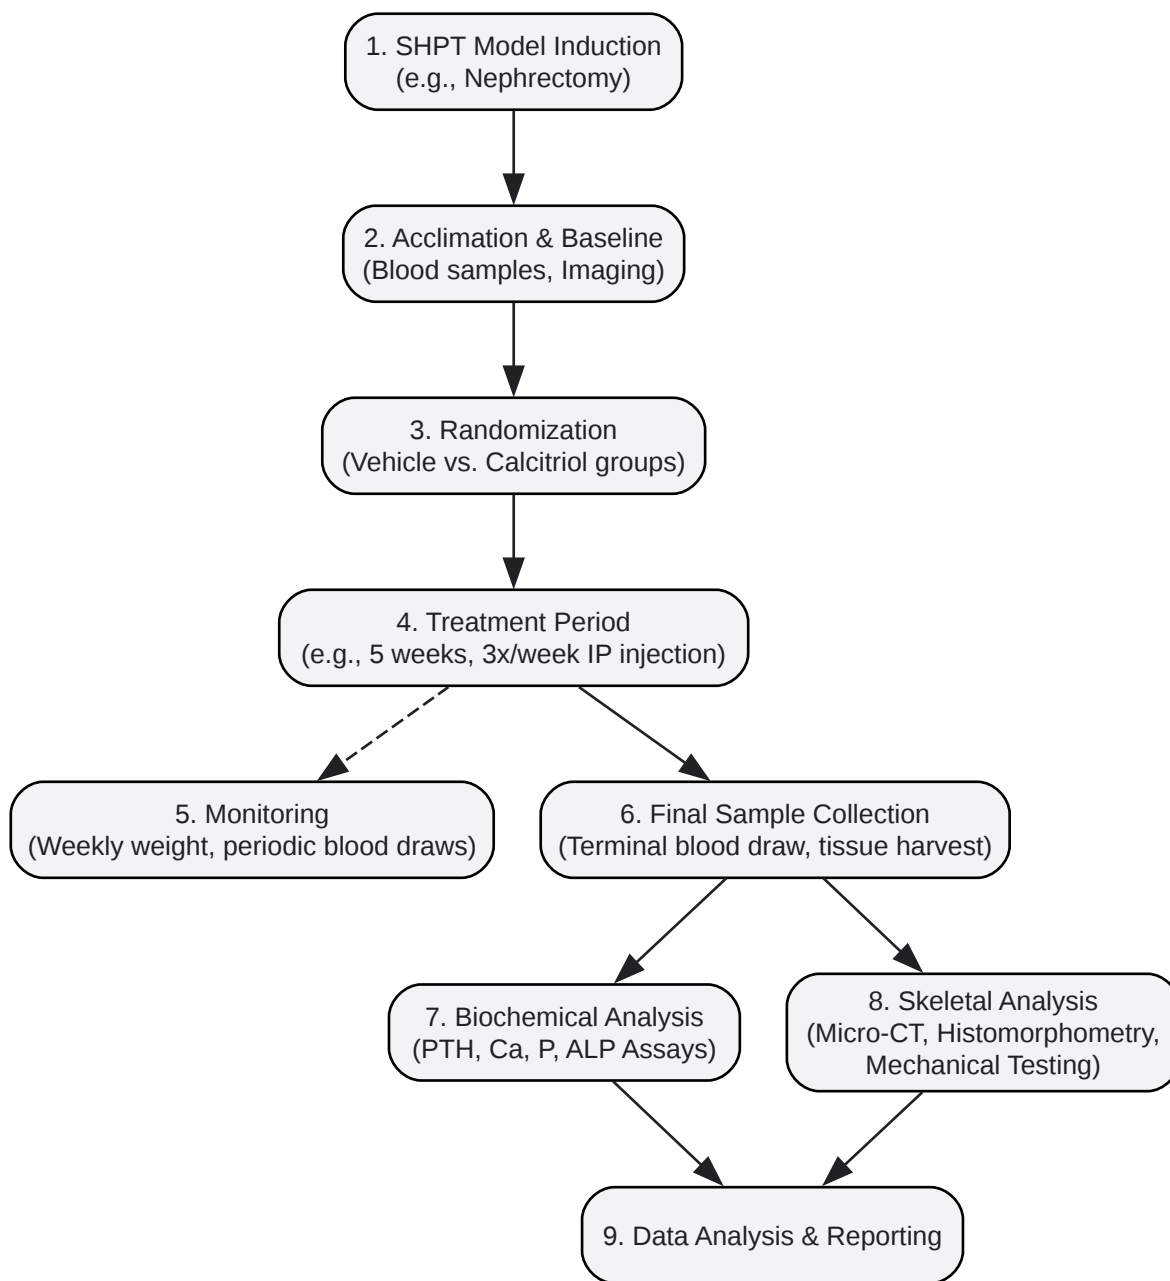 1. SHPT Model Induction
(e.g., Nephrectomy)
2. Acclimation & Baseline
(Blood samples, Imaging)
3. Randomization
(Vehicle vs. Calcitriol groups)
4. Treatment Period
(e.g., 5 weeks, 3x/week IP injection)
5. Monitoring
(Weekly weight, periodic blood draws)
6. Final Sample Collection
(Terminal blood draw, tissue harvest)
7. Biochemical Analysis
(PTH, Ca, P, ALP Assays)
8. Skeletal Analysis
(Micro-CT, Histomorphometry,
Mechanical Testing)
9. Data Analysis & Reporting